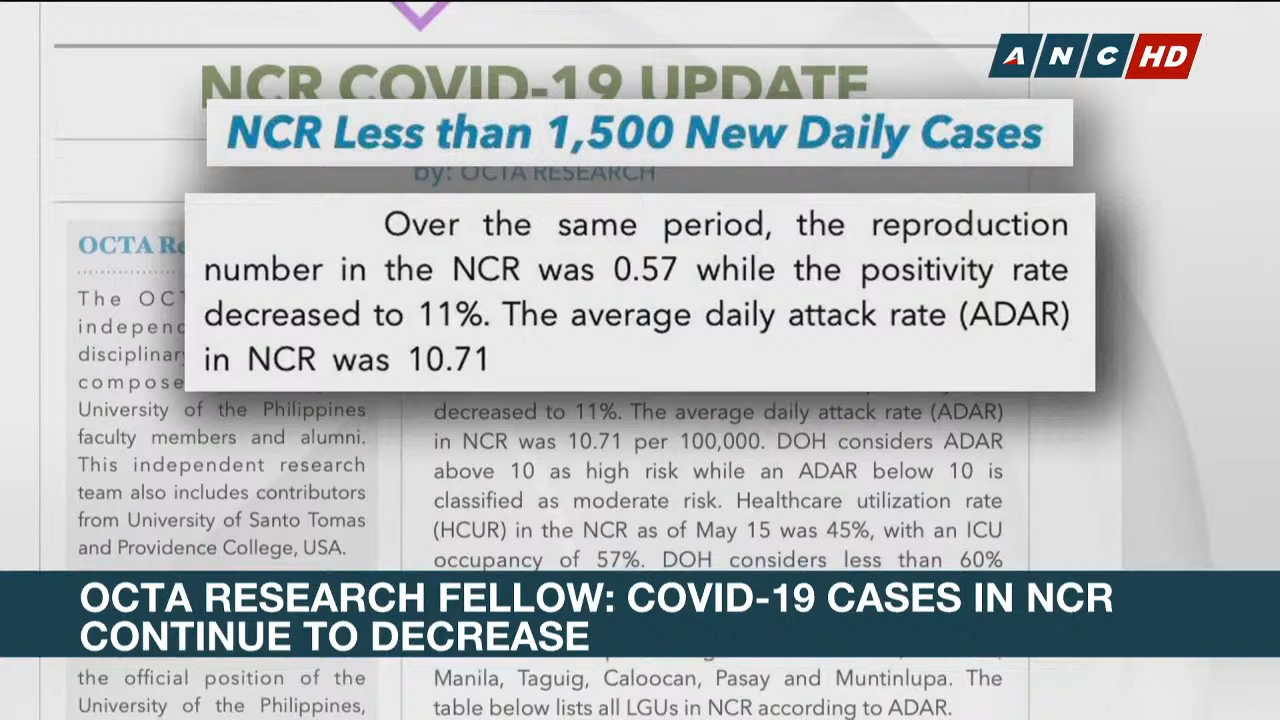 ANC HD
NCR COVID-19 UPDATE
NCR Less than 1,500 New Daily Cases
by: OCTA RESEARCH
Over the same period, the reproduction
number in the NCR was 0.57 while the positivity rate
decreased to 11%. The average daily attack rate (ADAR)
in NCR was 10.71
OCTA
The
University of the Philippines
faculty members and alumni.
This independent research
team also includes contributors
from University of Santo Tomas
and Providence College, USA.
the official position of the
University of the Philippines,
decreased to 11%. The average daily attack rate (ADAR)
in NCR was 10.71 per 100,000. DOH considers ADAR
above 10 as high risk while an ADAR below 10 is
classified as moderate risk. Healthcare utilization rate
(HCUR) in the NCR as of May 15 was 45%, with an ICU
occupancy of 57%. DOH considers less than 60%
Manila, Taguig, Caloocan, Pasay and Muntinlupa. The
table below lists all LGUs in NCR according to ADAR.
OCTA RESEARCH FELLOW: COVID-19 CASES IN NCR
CONTINUE TO DECREASE